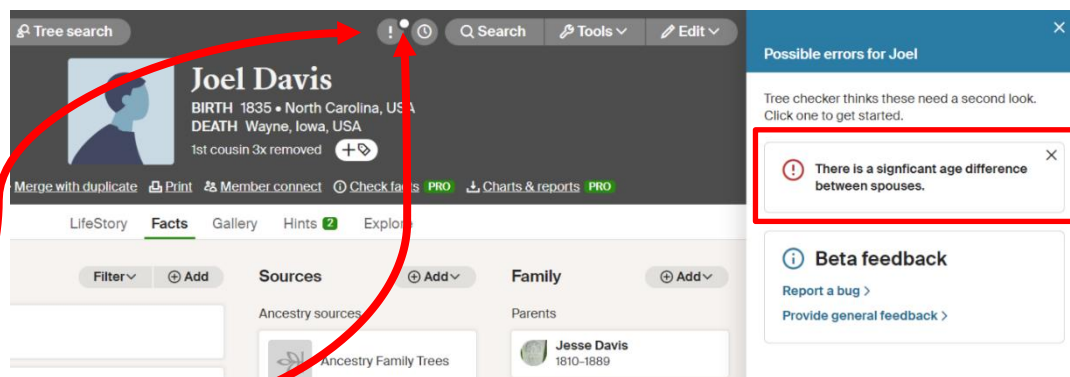 Tree search
!
Search
Tools
Edit
Joel Davis
BIRTH 1835 • North Carolina, USA
DEATH Wayne, Iowa, USA
1st cousin 3x removed
Merge with duplicate
Print
Member connect
Check facts PRO
Charts & reports PRO
LifeStory
Facts
Gallery
Hints 2
Explore
Filter
Add
Sources
Add
Family
Add
Ancestry sources
Parents
Ancestry Family Trees
Jesse Davis
1810–1889
Possible errors for Joel
Tree checker thinks these need a second look.
Click one to get started.
There is a signficant age difference
between spouses.
Beta feedback
Report a bug >
Provide general feedback >